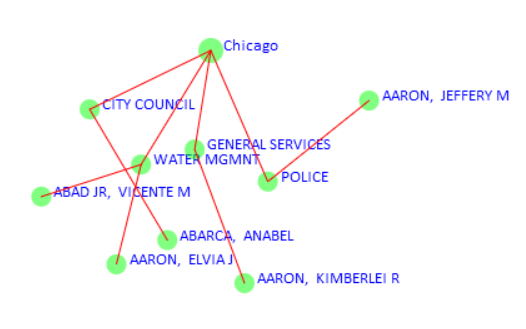 Chicago
AARON, JEFFERY M
CITY COUNCIL
GENERAL SERVICES
WATER MGMNT
POLICE
ABAD JR, VICENTE M
ABARCA, ANABEL
AARON, ELVIA J
AARON, KIMBERLEI R